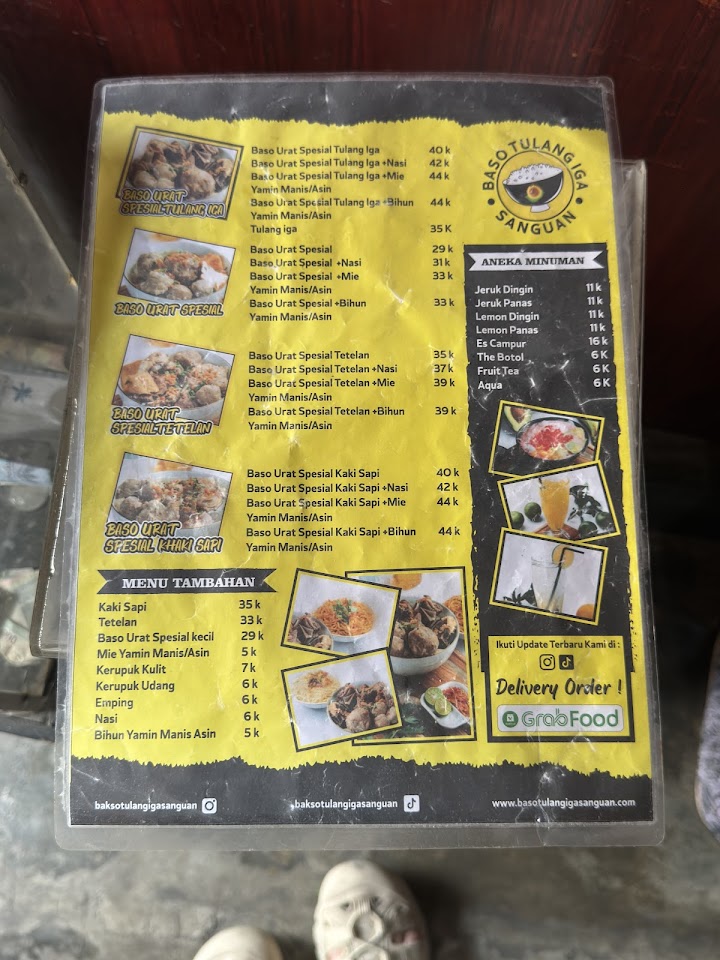 BASO URAT
SPESIALTULANG IGA
Baso Urat Spesial Tulang Iga 40 k
Baso Urat Spesial Tulang Iga +Nasi 42 k
Baso Urat Spesial Tulang Iga +Mie 44 k
Yamin Manis/Asin
Baso Urat Spesial Tulang Iga +Bihun 44 k
Yamin Manis/Asin
Tulang iga 35 K
BASO URAT SPESIAL
Baso Urat Spesial 29 k
Baso Urat Spesial +Nasi 31 k
Baso Urat Spesial +Mie 33 k
Yamin Manis/Asin
Baso Urat Spesial +Bihun 33 k
Yamin Manis/Asin
BASO URAT
SPESIALTETELAN
Baso Urat Spesial Tetelan 35 k
Baso Urat Spesial Tetelan +Nasi 37 k
Baso Urat Spesial Tetelan +Mie 39 k
Yamin Manis/Asin
Baso Urat Spesial Tetelan +Bihun 39 k
Yamin Manis/Asin
BASO URAT
SPESIAL KHAKI SAPI
Baso Urat Spesial Kaki Sapi 40 k
Baso Urat Spesial Kaki Sapi +Nasi 42 k
Baso Urat Spesial Kaki Sapi +Mie 44 k
Yamin Manis/Asin
Baso Urat Spesial Kaki Sapi +Bihun 44 k
Yamin Manis/Asin
MENU TAMBAHAN
Kaki Sapi 35 k
Tetelan 33 k
Baso Urat Spesial kecil 29 k
Mie Yamin Manis/Asin 5 k
Kerupuk Kulit 7 k
Kerupuk Udang 6 k
Emping 6 k
Nasi 6 k
Bihun Yamin Manis Asin 5 k
BASO TULANG IGA
SANGUAN
ANEKA MINUMAN
Jeruk Dingin 11 k
Jeruk Panas 11 k
Lemon Dingin 11 k
Lemon Panas 11 k
Es Campur 16 k
The Botol 6 K
Fruit Tea 6 K
Aqua 6 K
Ikuti Update Terbaru Kami di :
Delivery Order !
GrabFood
baksotulangigasanguan
baksotulangigasanguan
www.basotulangigasanguan.com